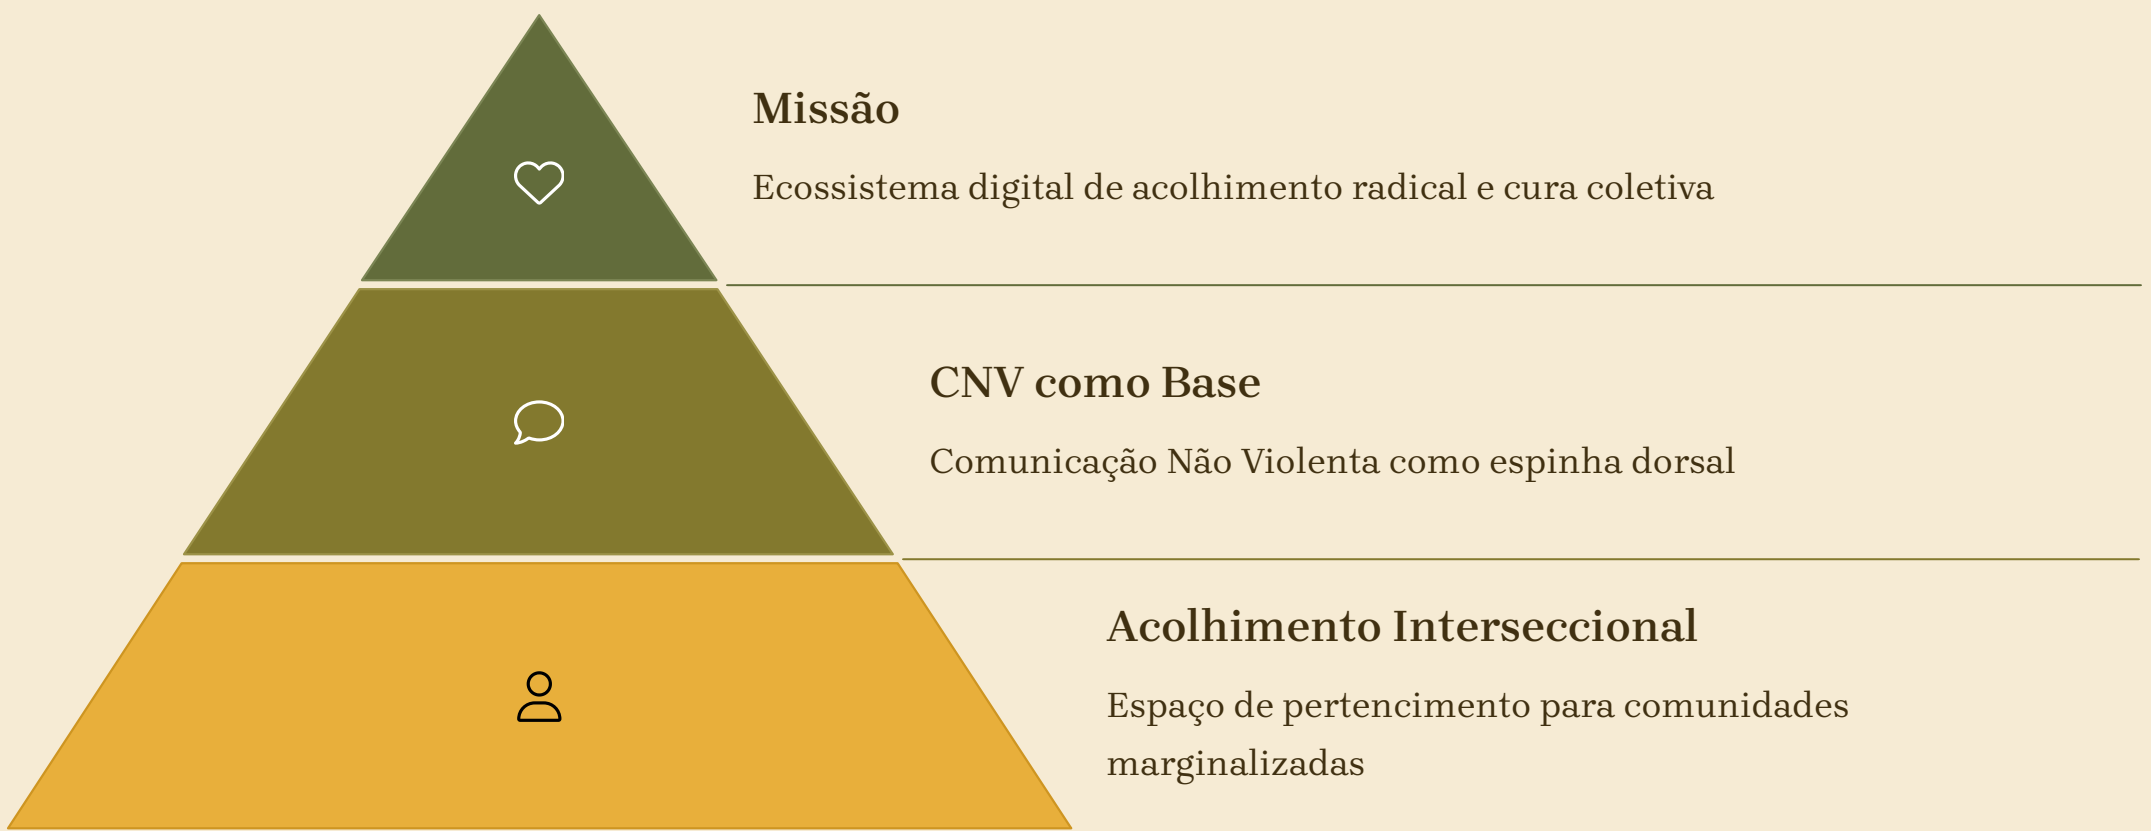 Missão
Ecossistema digital de acolhimento radical e cura coletiva
CNV como Base
Comunicação Não Violenta como espinha dorsal
Acolhimento Interseccional
Espaço de pertencimento para comunidades
marginalizadas